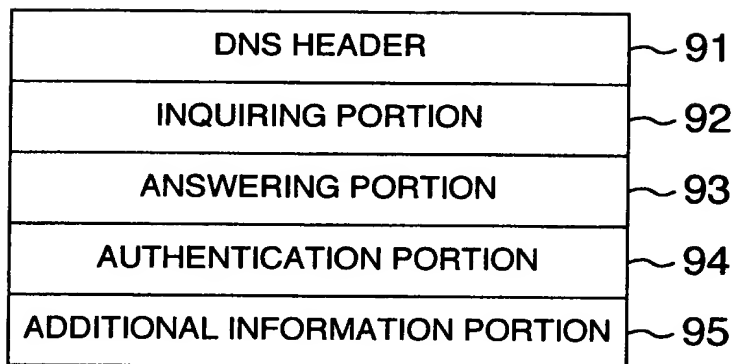 DNS HEADER 91
INQUIRING PORTION 92
ANSWERING PORTION 93
AUTHENTICATION PORTION 94
ADDITIONAL INFORMATION PORTION 95